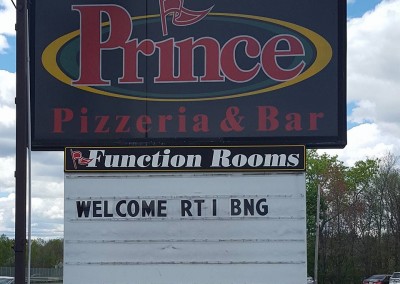 Prince
Pizzeria & Bar
Function Rooms
WELCOME RT I BNG